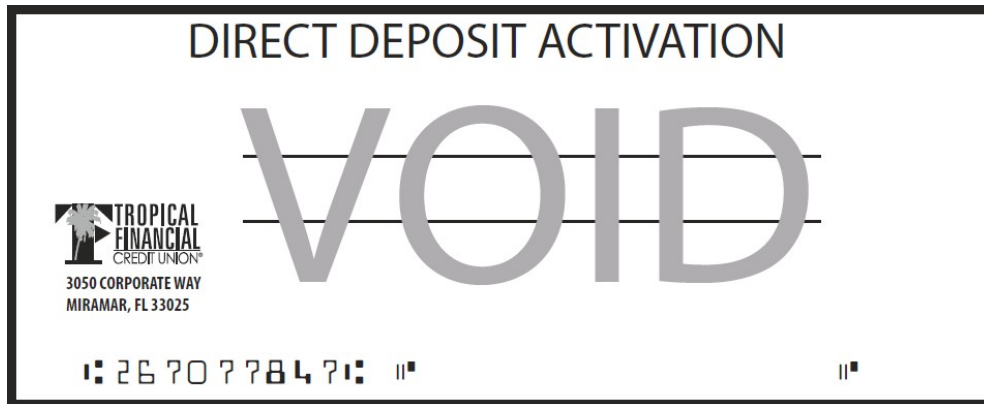 DIRECT DEPOSIT ACTIVATION
VOID
TROPICAL
FINANCIAL
CREDIT UNION®
3050 CORPORATE WAY
MIRAMAR, FL 33025
⑆267077847⑆ ⑈ ⑈